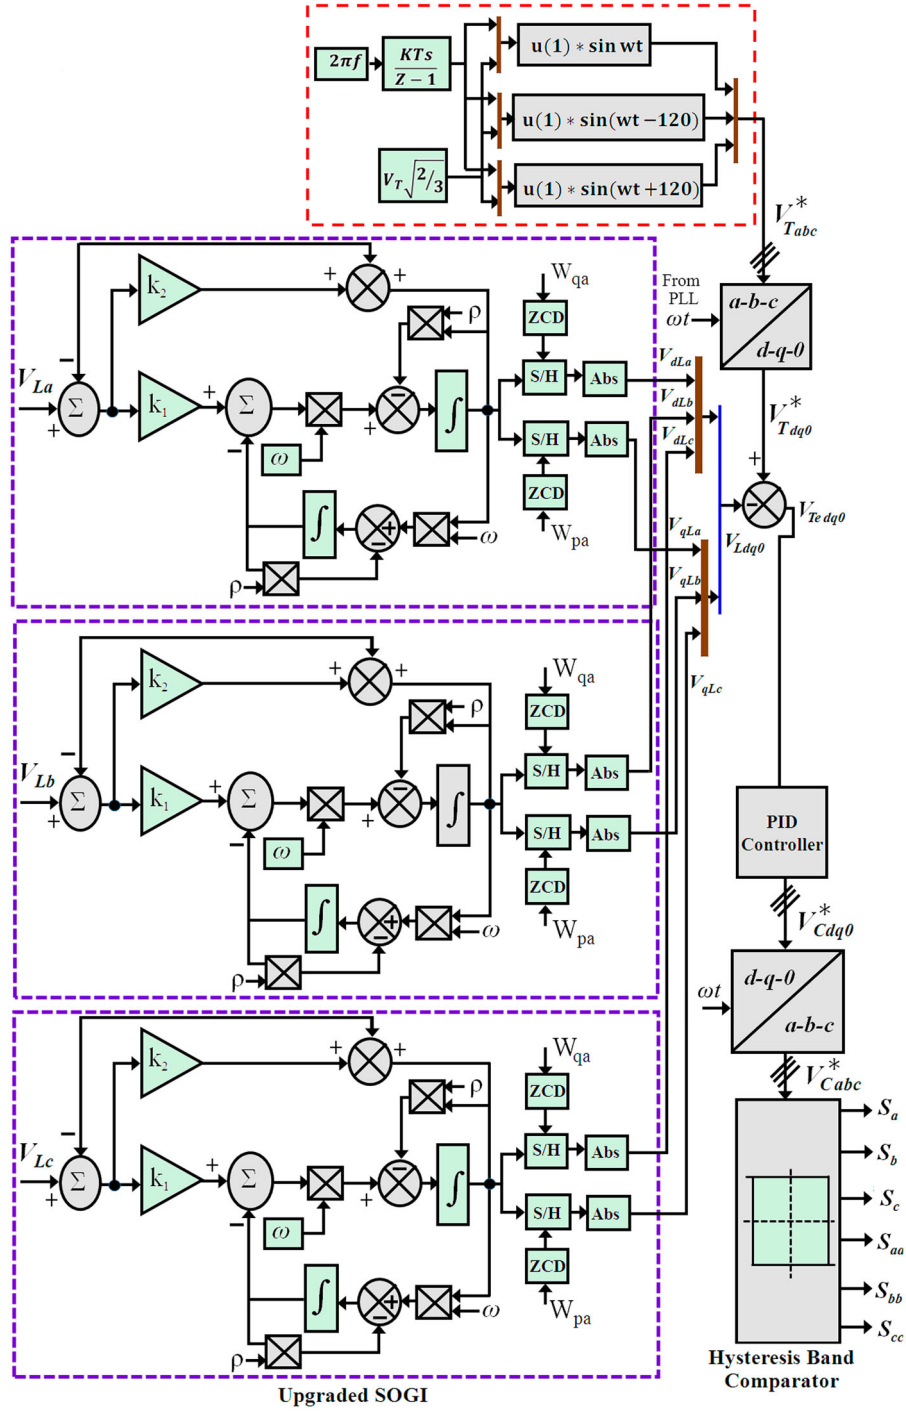 2πf
KTs
Z − 1
V_T √2/3
u(1) * sin wt
u(1) * sin(wt −120)
u(1) * sin(wt +120)
V*_Tabc
From
PLL
ωt
a-b-c
d-q-0
V*_Tdq0
+
−
V_Te dq0
V_Ldq0
V_dLa
V_dLb
V_dLc
V_qLa
V_qLb
V_qLc
V_La
−
+
Σ
k2
k1
+
+
+
Σ
−
ω
+
−
ρ
∫
∫
+
−
ω
ρ
W_qa
ZCD
S/H
Abs
S/H
Abs
ZCD
W_pa
V_Lb
−
+
Σ
k2
k1
+
+
+
Σ
−
ω
+
−
ρ
∫
∫
+
−
ω
ρ
W_qa
ZCD
S/H
Abs
S/H
Abs
ZCD
W_pa
V_Lc
−
+
Σ
k2
k1
+
+
+
Σ
−
ω
+
−
ρ
∫
∫
+
−
ω
ρ
W_qa
ZCD
S/H
Abs
S/H
Abs
ZCD
W_pa
Upgraded SOGI
PID
Controller
V*_Cdq0
ωt
d-q-0
a-b-c
V*_Cabc
S_a
S_b
S_c
S_aa
S_bb
S_cc
Hysteresis Band
Comparator